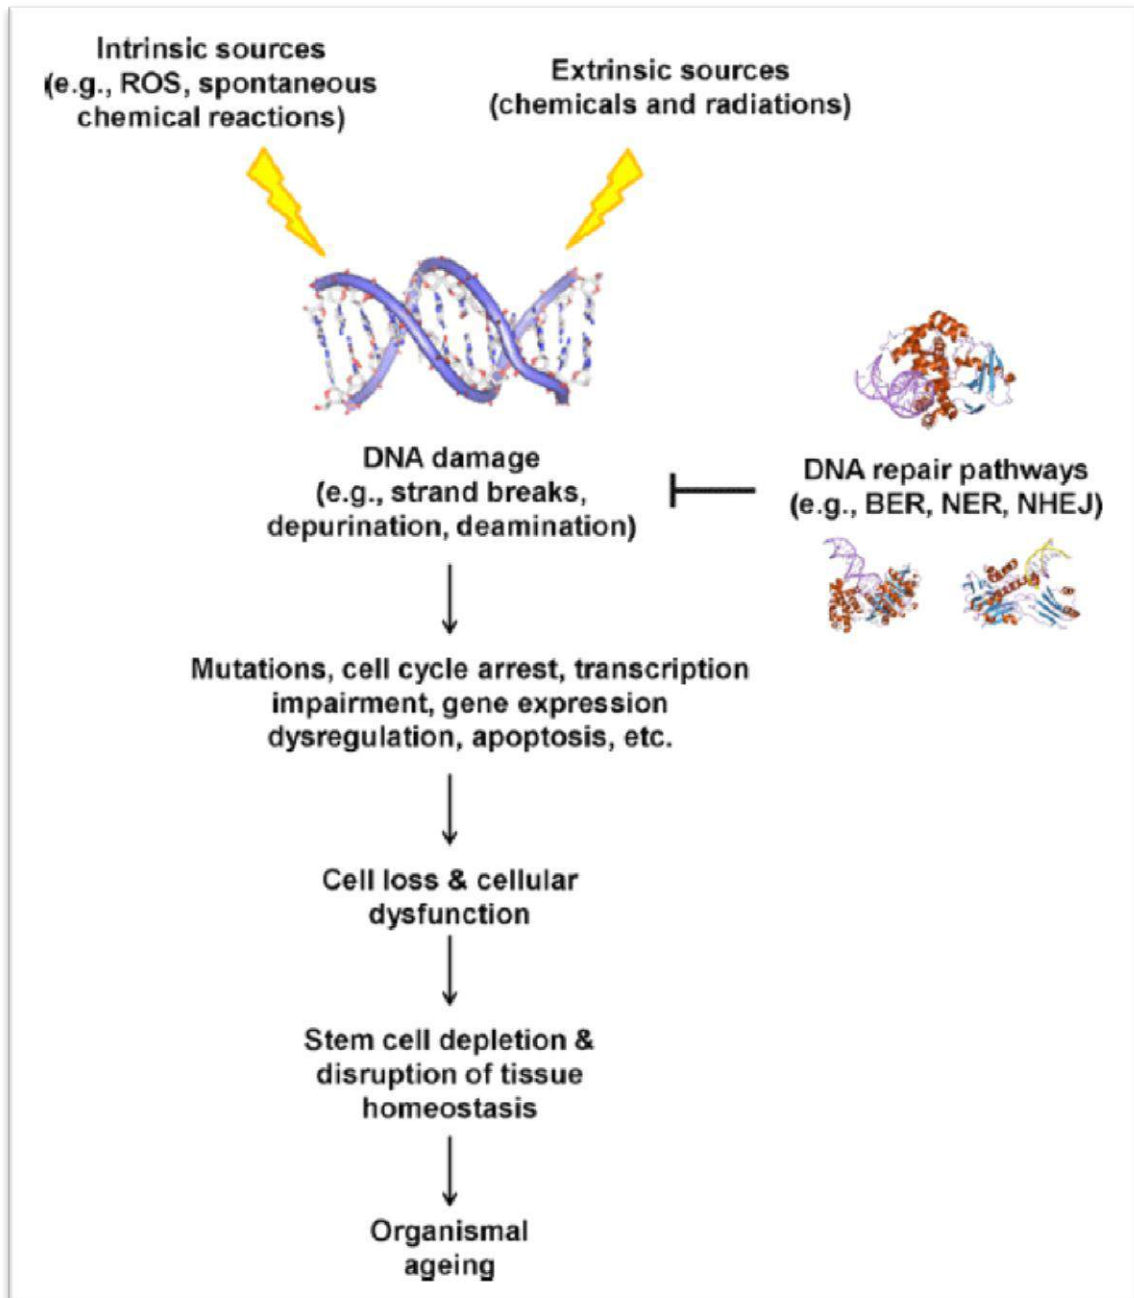 Intrinsic sources
(e.g., ROS, spontaneous
chemical reactions)
Extrinsic sources
(chemicals and radiations)
DNA damage
(e.g., strand breaks,
depurination, deamination)
DNA repair pathways
(e.g., BER, NER, NHEJ)
Mutations, cell cycle arrest, transcription
impairment, gene expression
dysregulation, apoptosis, etc.
Cell loss & cellular
dysfunction
Stem cell depletion &
disruption of tissue
homeostasis
Organismal
ageing